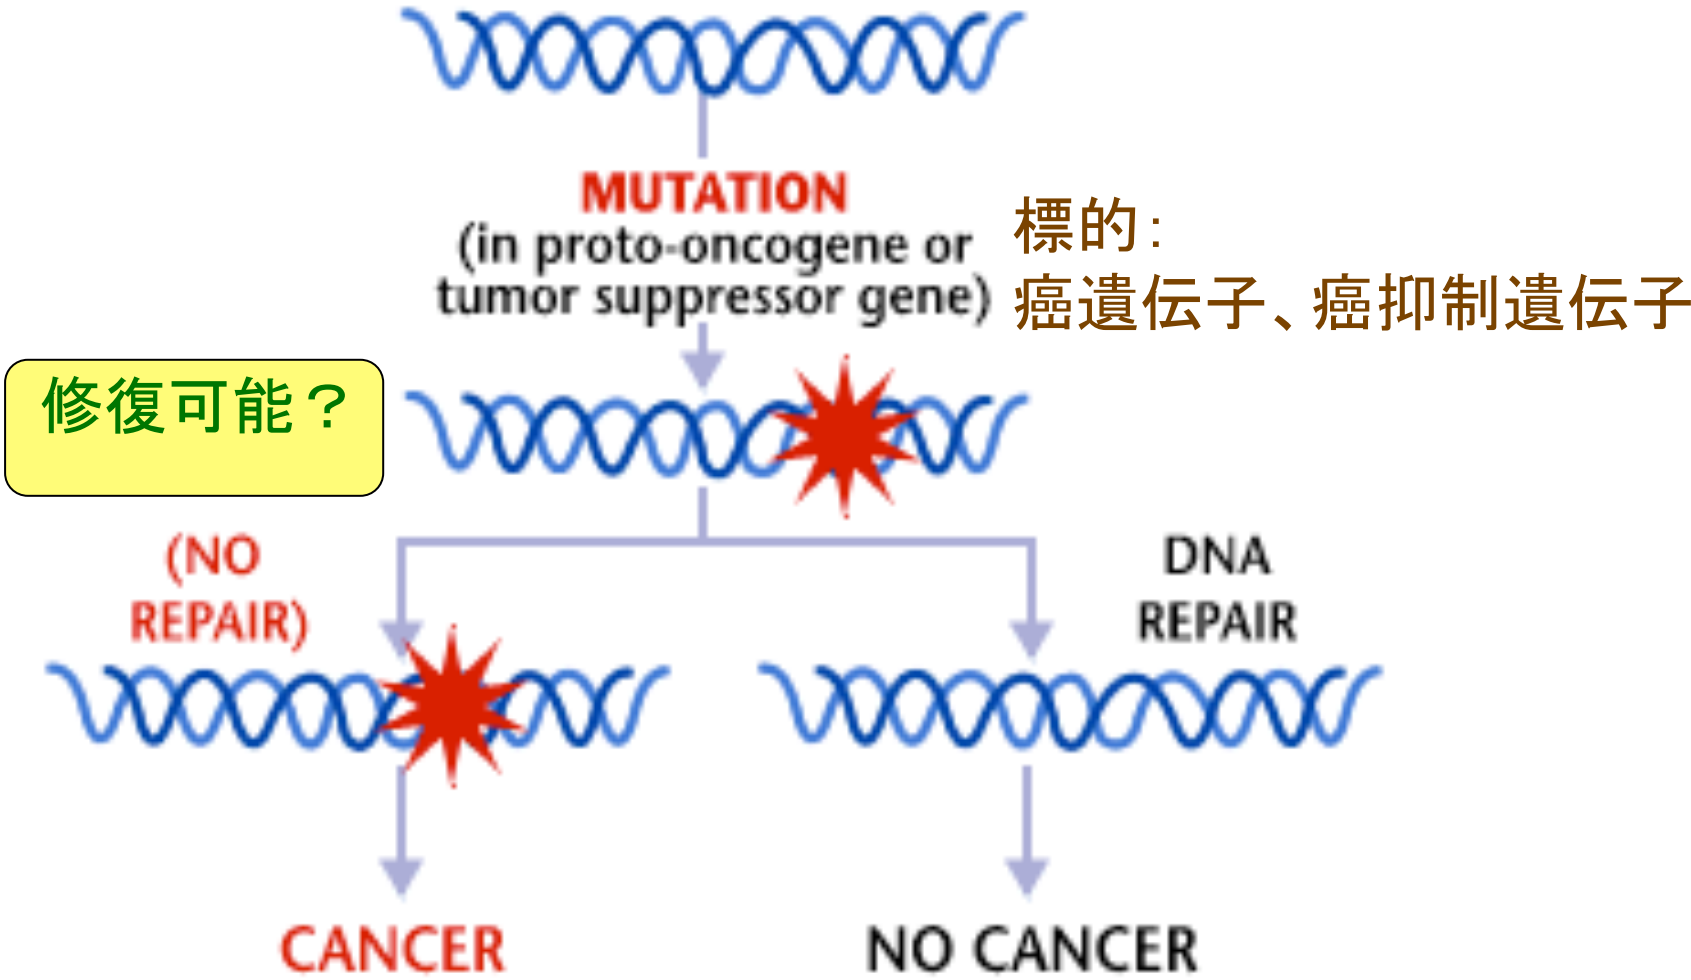 MUTATION
(in proto-oncogene or
tumor suppressor gene)
標的：
癌遺伝子、癌抑制遺伝子
修復可能？
(NO
REPAIR)
DNA
REPAIR
CANCER
NO CANCER